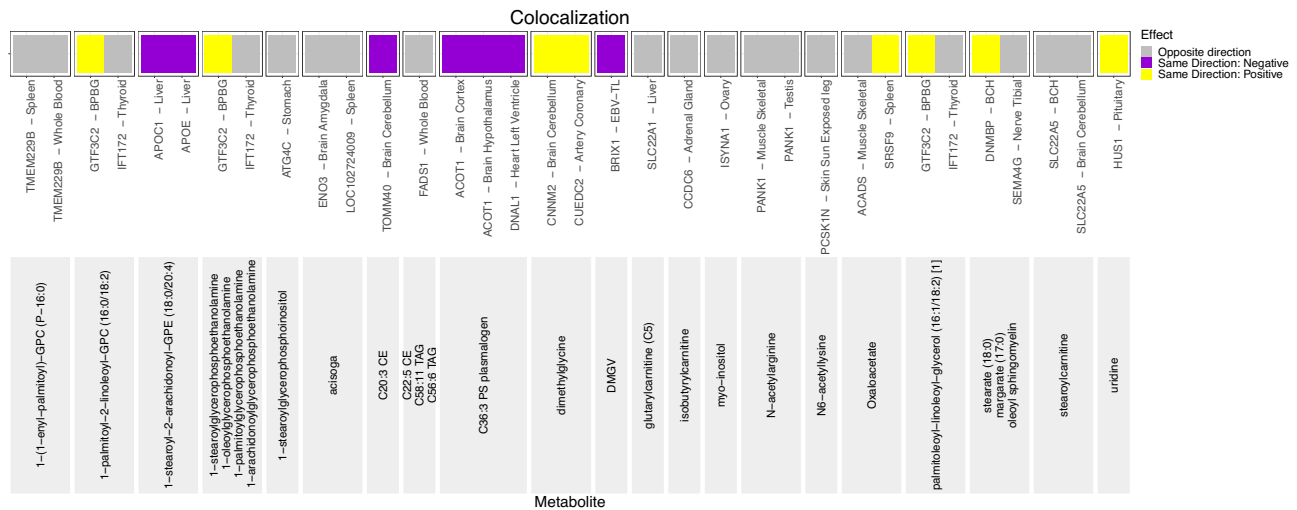 Colocalization
Effect
Opposite direction
Same Direction: Negative
Same Direction: Positive
TMEM229B − Spleen
TMEM229B − Whole Blood
GTF3C2 − BPBG
IFT172 − Thyroid
APOC1 − Liver
APOE − Liver
GTF3C2 − BPBG
IFT172 − Thyroid
ATG4C − Stomach
ENO3 − Brain Amygdala
LOC102724009 − Spleen
TOMM40 − Brain Cerebellum
FADS1 − Whole Blood
ACOT1 − Brain Cortex
ACOT1 − Brain Hypothalamus
DNAL1 − Heart Left Ventricle
CNNM2 − Brain Cerebellum
CUEDC2 − Artery Coronary
BRIX1 − EBV−TL
SLC22A1 − Liver
CCDC6 − Adrenal Gland
ISYNA1 − Ovary
PANK1 − Muscle Skeletal
PANK1 − Testis
PCSK1N − Skin Sun Exposed leg
ACADS − Muscle Skeletal
SRSF9 − Spleen
GTF3C2 − BPBG
IFT172 − Thyroid
DNMBP − BCH
SEMA4G − Nerve Tibial
SLC22A5 − BCH
SLC22A5 − Brain Cerebellum
HUS1 − Pituitary
1−(1−enyl−palmitoyl)−GPC (P−16:0)
1−palmitoyl−2−linoleoyl−GPC (16:0/18:2)
1−stearoyl−2−arachidonoyl−GPE (18:0/20:4)
1−stearoylglycerophosphoethanolamine
1−oleoylglycerophosphoethanolamine
1−palmitoylglycerophosphoethanolamine
1−arachidonoylglycerophosphoethanolamine
1−stearoylglycerophosphoinositol
acisoga
C20:3 CE
C22:5 CE
C58:11 TAG
C56:6 TAG
C36:3 PS plasmalogen
dimethylglycine
DMGV
glutarylcarnitine (C5)
isobutyrylcarnitine
myo−inositol
N−acetylarginine
N6−acetyllysine
Oxaloacetate
palmitoleoyl−linoleoyl−glycerol (16:1/18:2) [1]
stearate (18:0)
margarate (17:0)
oleoyl sphingomyelin
stearoylcarnitine
uridine
Metabolite